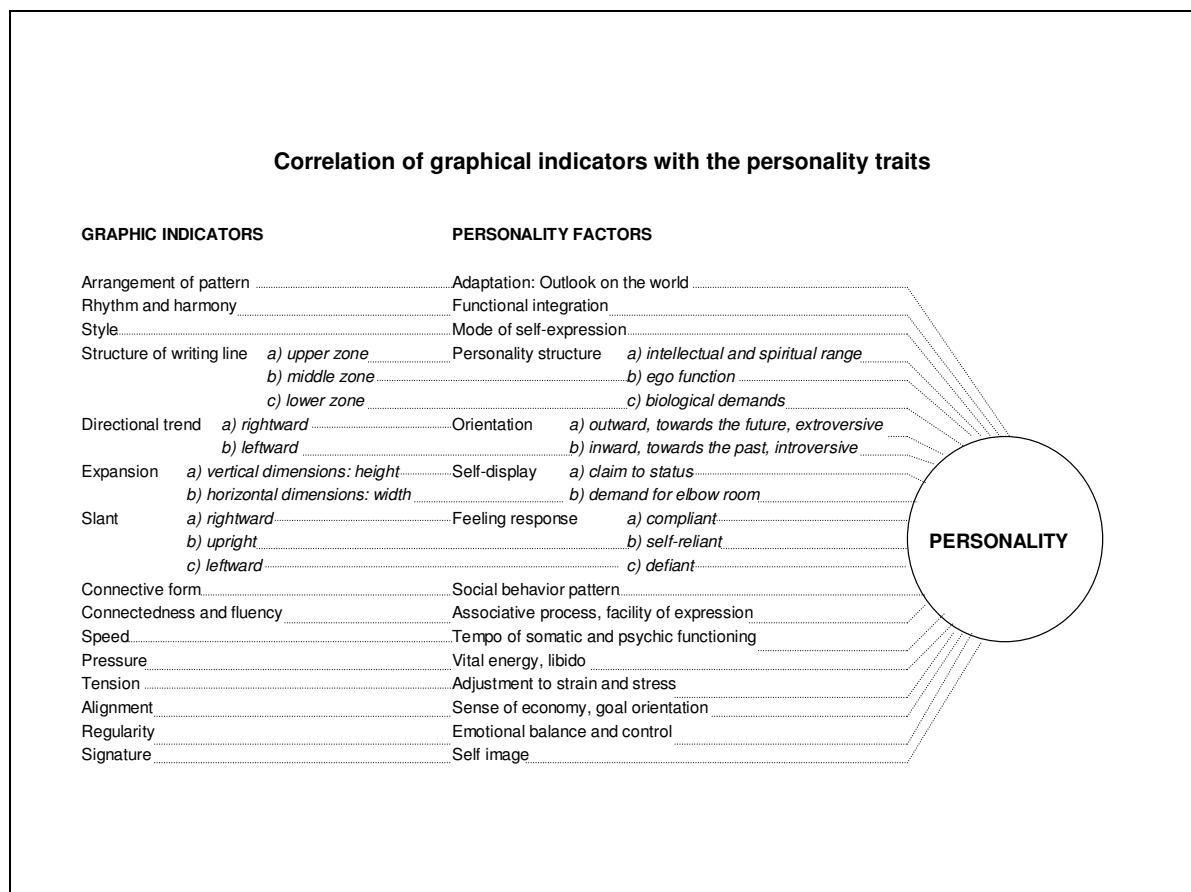 Correlation of graphical indicators with the personality traits
GRAPHIC INDICATORS PERSONALITY FACTORS
Arrangement of pattern Adaptation: Outlook on the world
Rhythm and harmony Functional integration
Style Mode of self-expression
Structure of writing line a) upper zone Personality structure a) intellectual and spiritual range
b) middle zone b) ego function
c) lower zone c) biological demands
Directional trend a) rightward Orientation a) outward, towards the future, extroversive
b) leftward b) inward, towards the past, introversive
Expansion a) vertical dimensions: height Self-display a) claim to status
b) horizontal dimensions: width b) demand for elbow room
Slant a) rightward Feeling response a) compliant
b) upright b) self-reliant
c) leftward c) defiant
Connective form Social behavior pattern
Connectedness and fluency Associative process, facility of expression
Speed Tempo of somatic and psychic functioning
Pressure Vital energy, libido
Tension Adjustment to strain and stress
Alignment Sense of economy, goal orientation
Regularity Emotional balance and control
Signature Self image
PERSONALITY